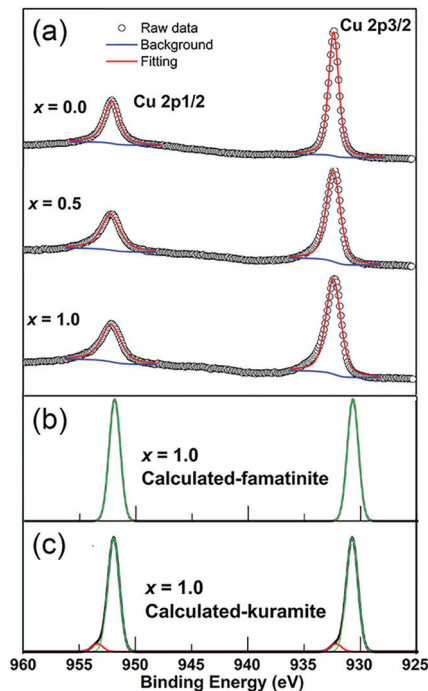 (a)
Raw data
Background
Fitting
Cu 2p3/2
Cu 2p1/2
x = 0.0
x = 0.5
x = 1.0
(b)
x = 1.0
Calculated-famatinite
(c)
x = 1.0
Calculated-kuramite
960 955 950 945 940 935 930 925
Binding Energy (eV)